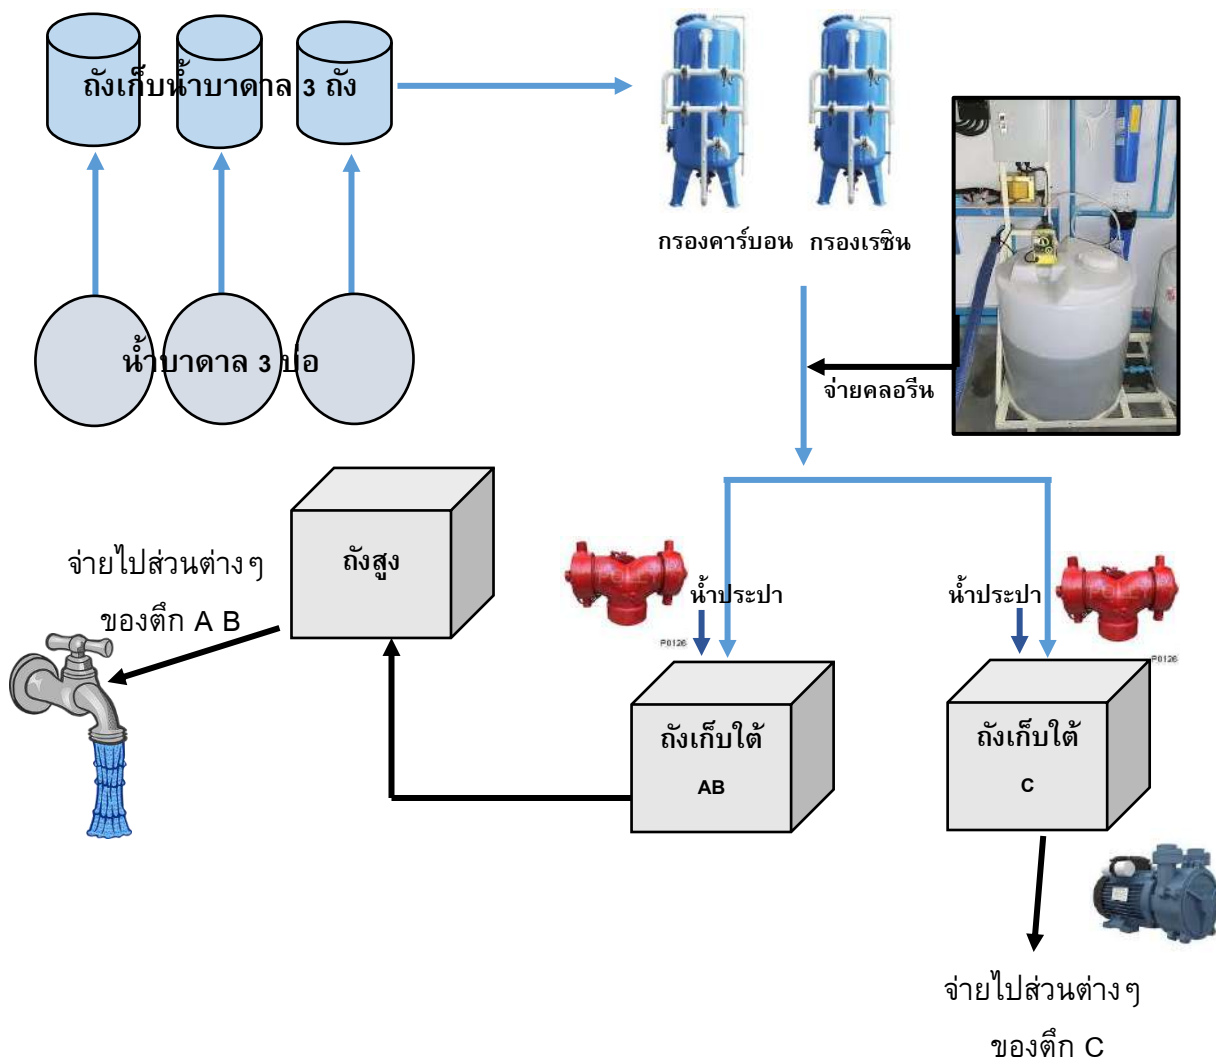 ถังเก็บน้ำบาดาล 3 ถัง
กรองคาร์บอน
กรองเรซิน
น้ำบาดาล 3 บ่อ
จ่ายคลอรีน
ถังสูง
จ่ายไปส่วนต่างๆ
ของตึก A B
น้ำประปา
น้ำประปา
P0126
P0126
ถังเก็บใต้
AB
ถังเก็บใต้
C
จ่ายไปส่วนต่างๆ
ของตึก C